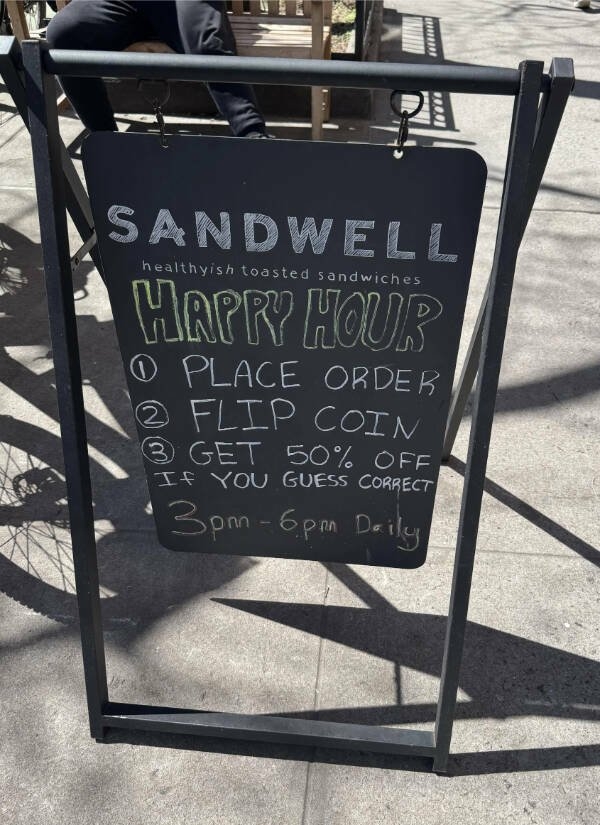 SANDWELL
healthyish toasted sandwiches
HAPPY HOUR
① PLACE ORDER
② FLIP COIN
③ GET 50% OFF
If YOU GUESS CORRECT
3pm - 6pm Daily